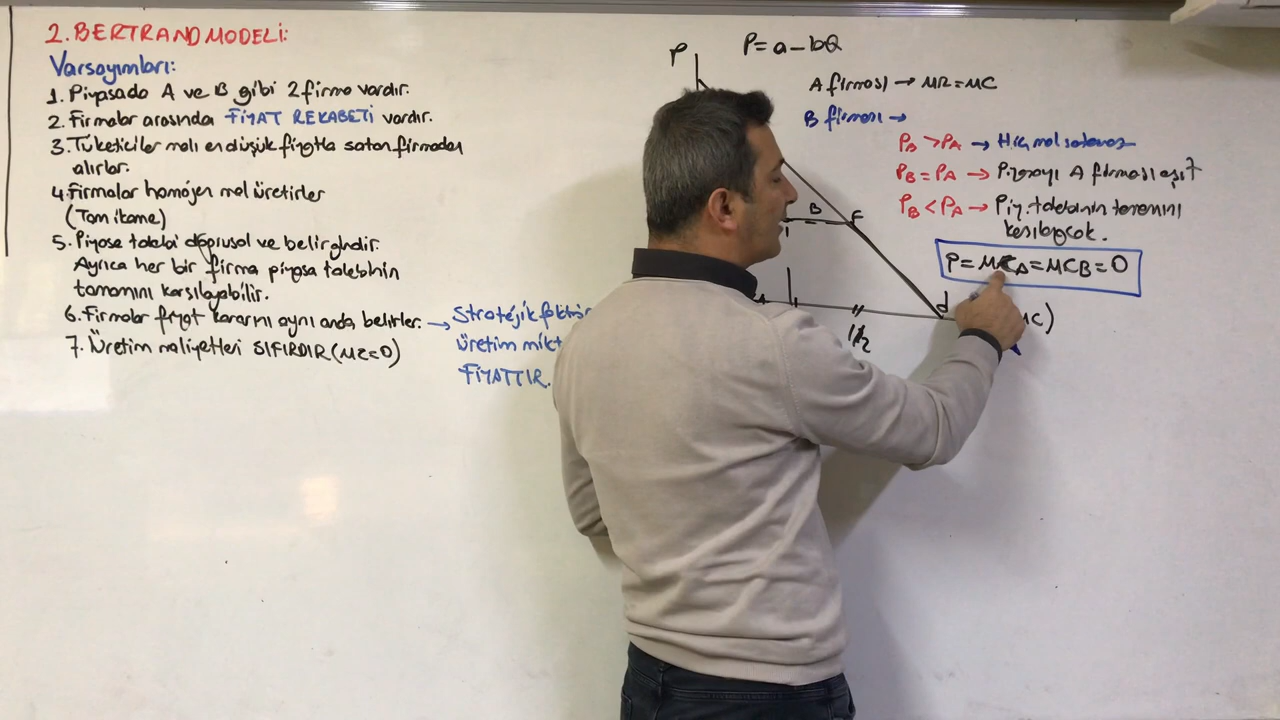 2. BERTRAND MODELİ:
Varsayımları:
1. Piyasada A ve B gibi 2 firma vardır.
2. Firmalar arasında FİYAT REKABETİ vardır.
3. Tüketiciler malı en düşük fiyatla satan firmadan
alırlar.
4. Firmalar homojen mal üretirler
(Tam ikame)
5. Piyasa talebi doğrusal ve belirgindir.
Ayrıca her bir firma piyasa talebinin
tamamını karşılayabilir.
6. Firmalar fiyat kararını aynı anda belirler. → Stratejik faktör
üretim mikt
FİYATTIR.
7. Üretim maliyetleri SIFIRDIR (MC=0)
P
P = a - bQ
A firması → MR = MC
B firması →
PB > PA → Hiç mal satamaz
PB = PA → Piyasayı A firması eşit
PB < PA → Piy. talebinin tamamını
karşılayacak.
P = MCA = MCB = 0
B
F
d
MC)
1/2